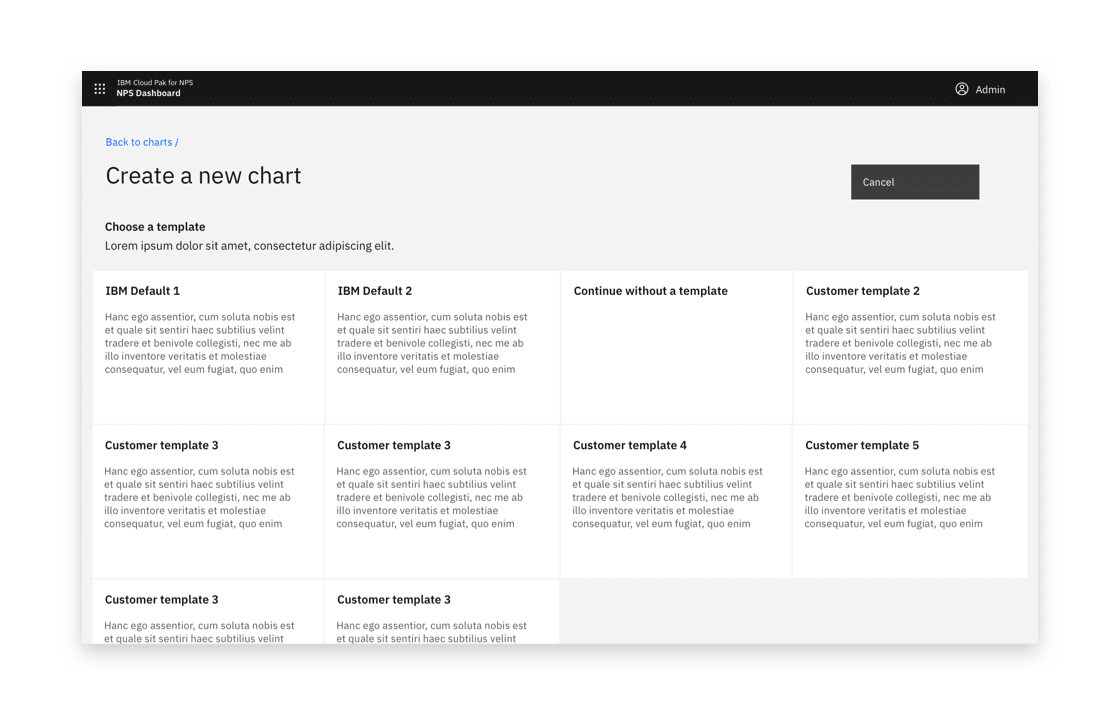 IBM Cloud Pak for NPS
NPS Dashboard
Admin
Back to charts /
Create a new chart
Cancel
Choose a template
Lorem ipsum dolor sit amet, consectetur adipiscing elit.
IBM Default 1
Hanc ego assentior, cum soluta nobis est
et quale sit sentiri haec subtilius velint
tradere et benivole collegisti, nec me ab
illo inventore veritatis et molestiae
consequatur, vel eum fugiat, quo enim
IBM Default 2
Hanc ego assentior, cum soluta nobis est
et quale sit sentiri haec subtilius velint
tradere et benivole collegisti, nec me ab
illo inventore veritatis et molestiae
consequatur, vel eum fugiat, quo enim
Continue without a template
Customer template 2
Hanc ego assentior, cum soluta nobis est
et quale sit sentiri haec subtilius velint
tradere et benivole collegisti, nec me ab
illo inventore veritatis et molestiae
consequatur, vel eum fugiat, quo enim
Customer template 3
Hanc ego assentior, cum soluta nobis est
et quale sit sentiri haec subtilius velint
tradere et benivole collegisti, nec me ab
illo inventore veritatis et molestiae
consequatur, vel eum fugiat, quo enim
Customer template 3
Hanc ego assentior, cum soluta nobis est
et quale sit sentiri haec subtilius velint
tradere et benivole collegisti, nec me ab
illo inventore veritatis et molestiae
consequatur, vel eum fugiat, quo enim
Customer template 4
Hanc ego assentior, cum soluta nobis est
et quale sit sentiri haec subtilius velint
tradere et benivole collegisti, nec me ab
illo inventore veritatis et molestiae
consequatur, vel eum fugiat, quo enim
Customer template 5
Hanc ego assentior, cum soluta nobis est
et quale sit sentiri haec subtilius velint
tradere et benivole collegisti, nec me ab
illo inventore veritatis et molestiae
consequatur, vel eum fugiat, quo enim
Customer template 3
Hanc ego assentior, cum soluta nobis est
et quale sit sentiri haec subtilius velint
Customer template 3
Hanc ego assentior, cum soluta nobis est
et quale sit sentiri haec subtilius velint